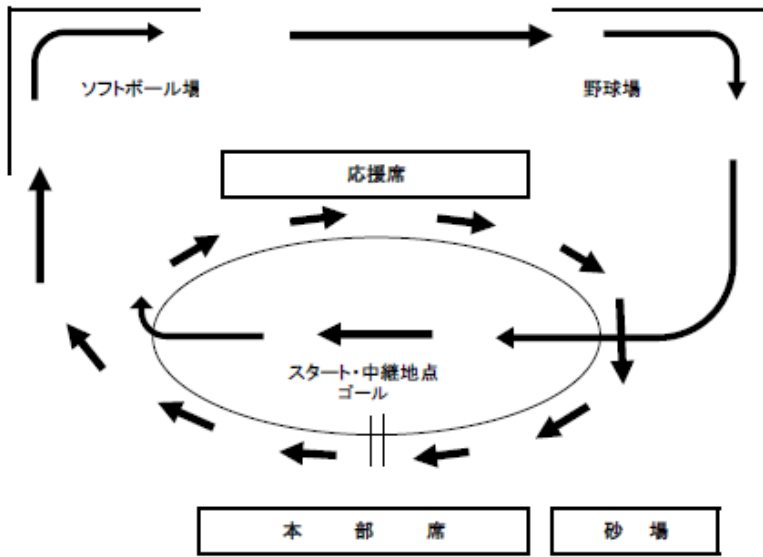 ソフトボール場
野球場
応援席
スタート・中継地点
ゴール
本部席
砂場